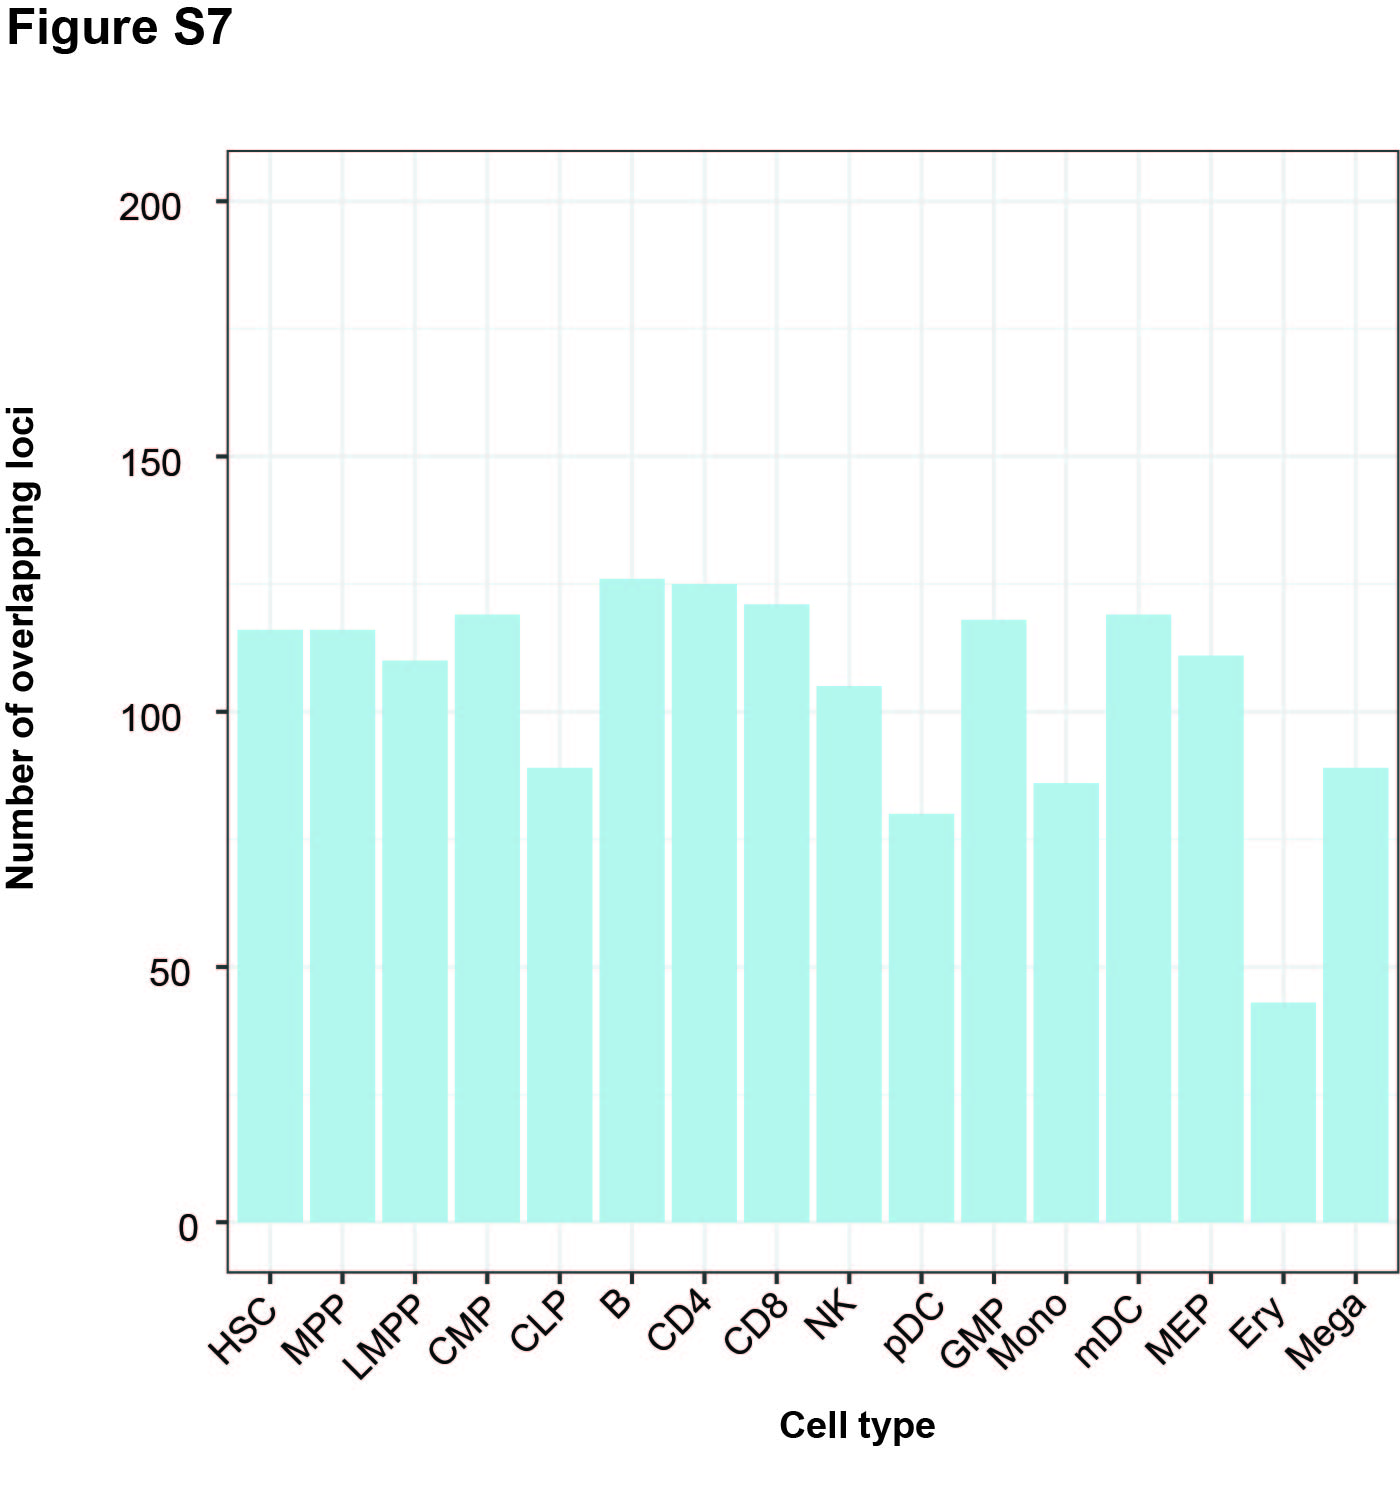 Figure S7
200
150
100
50
0
Number of overlapping loci
HSC
MPP
LMPP
CMP
CLP
B
CD4
CD8
NK
pDC
GMP
Mono
mDC
MEP
Ery
Mega
Cell type